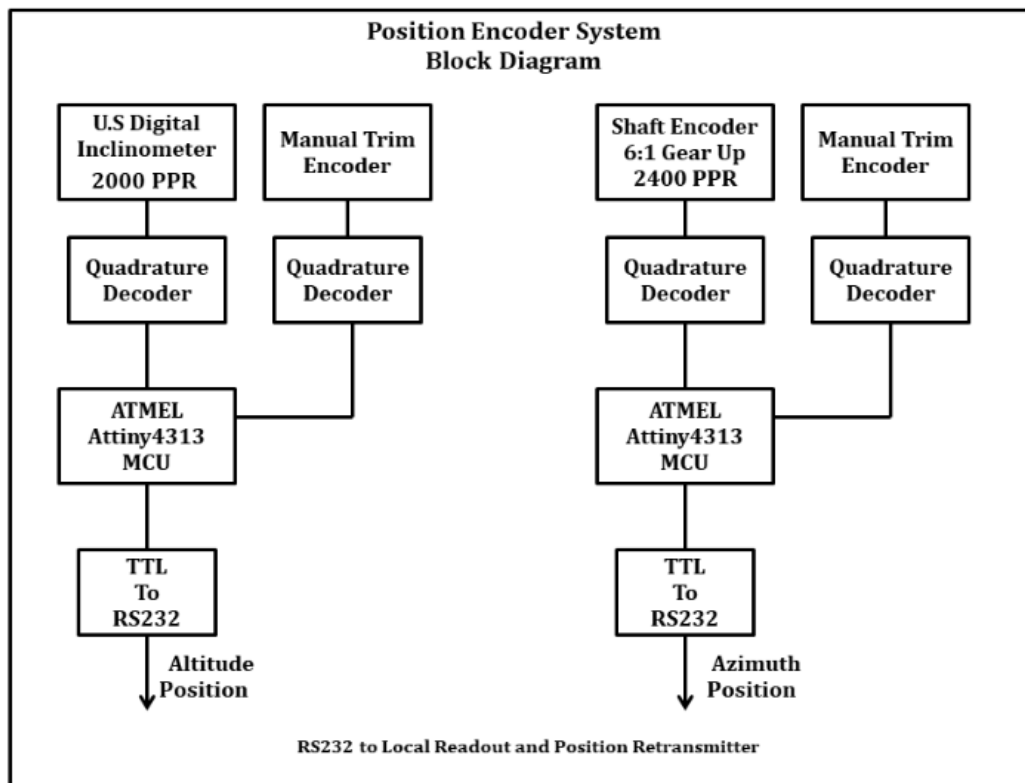 Position Encoder System
Block Diagram
U.S Digital
Inclinometer
2000 PPR
Manual Trim
Encoder
Quadrature
Decoder
Quadrature
Decoder
ATMEL
Attiny4313
MCU
TTL
To
RS232
Altitude
Position
Shaft Encoder
6:1 Gear Up
2400 PPR
Manual Trim
Encoder
Quadrature
Decoder
Quadrature
Decoder
ATMEL
Attiny4313
MCU
TTL
To
RS232
Azimuth
Position
RS232 to Local Readout and Position Retransmitter